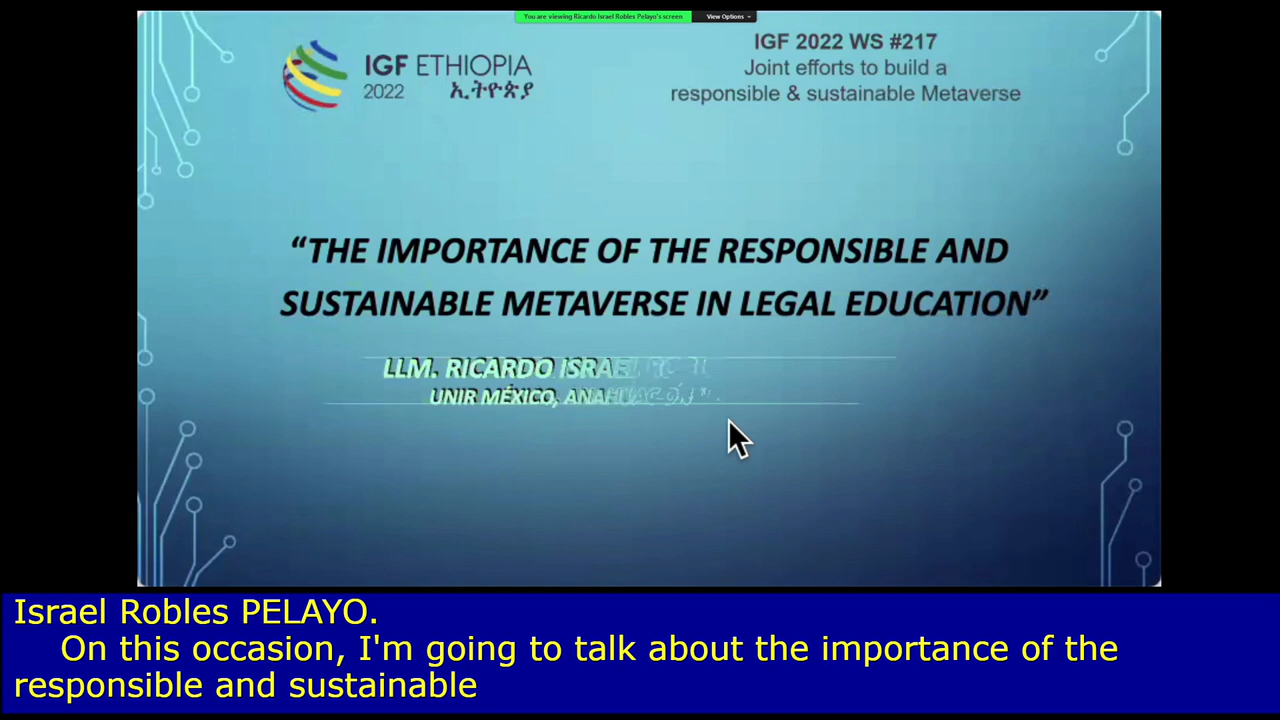 You are viewing Ricardo Israel Robles Pelayo's screen
View Options
IGF ETHIOPIA
2022 ኢትዮጵያ
IGF 2022 WS #217
Joint efforts to build a
responsible & sustainable Metaverse
“THE IMPORTANCE OF THE RESPONSIBLE AND
SUSTAINABLE METAVERSE IN LEGAL EDUCATION”
LLM. RICARDO ISRAEL
UNIR MÉXICO,
Israel Robles PELAYO.
On this occasion, I'm going to talk about the importance of the
responsible and sustainable